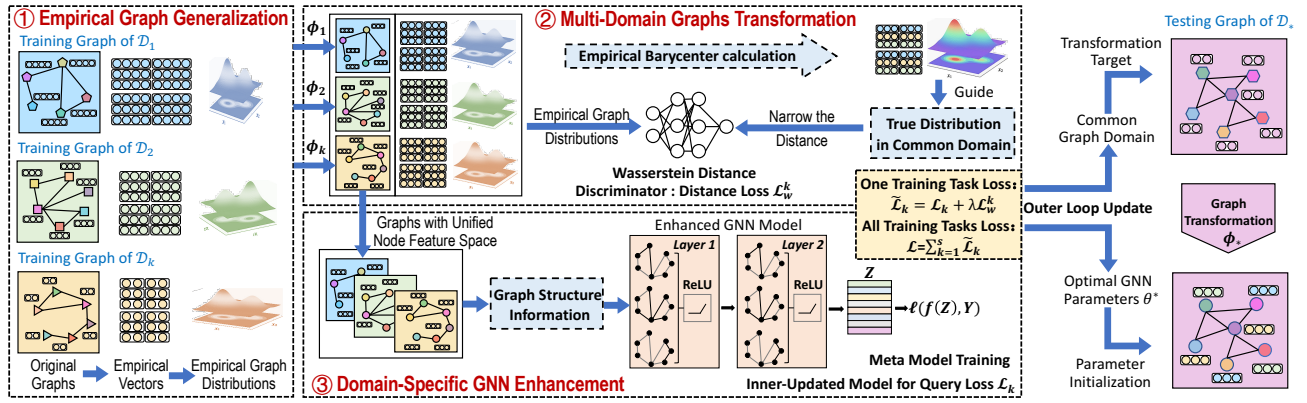 ① Empirical Graph Generalization
Training Graph of 𝒟₁
Training Graph of 𝒟₂
Training Graph of 𝒟ₖ
Original
Graphs
Empirical
Vectors
Empirical Graph
Distributions
ϕ₁
ϕ₂
ϕₖ
② Multi-Domain Graphs Transformation
Empirical Barycenter calculation
Guide
Empirical Graph
Distributions
Narrow the
Distance
True Distribution
in Common Domain
Wasserstein Distance
Discriminator : Distance Loss ℒ_w^k
One Training Task Loss:
ℒ̃ₖ = ℒₖ + λℒ_w^k
All Training Tasks Loss:
ℒ=∑_{k=1}^{s} ℒ̃ₖ
Graphs with Unified
Node Feature Space
Graph Structure
Information
Enhanced GNN Model
Layer 1
ReLU
Layer 2
ReLU
Z
ℓ(f(Z), Y)
Meta Model Training
Inner-Updated Model for Query Loss ℒₖ
③ Domain-Specific GNN Enhancement
Outer Loop Update
Transformation
Target
Common
Graph Domain
Optimal GNN
Parameters θ*
Parameter
Initialization
Testing Graph of 𝒟*
Graph
Transformation
ϕ*